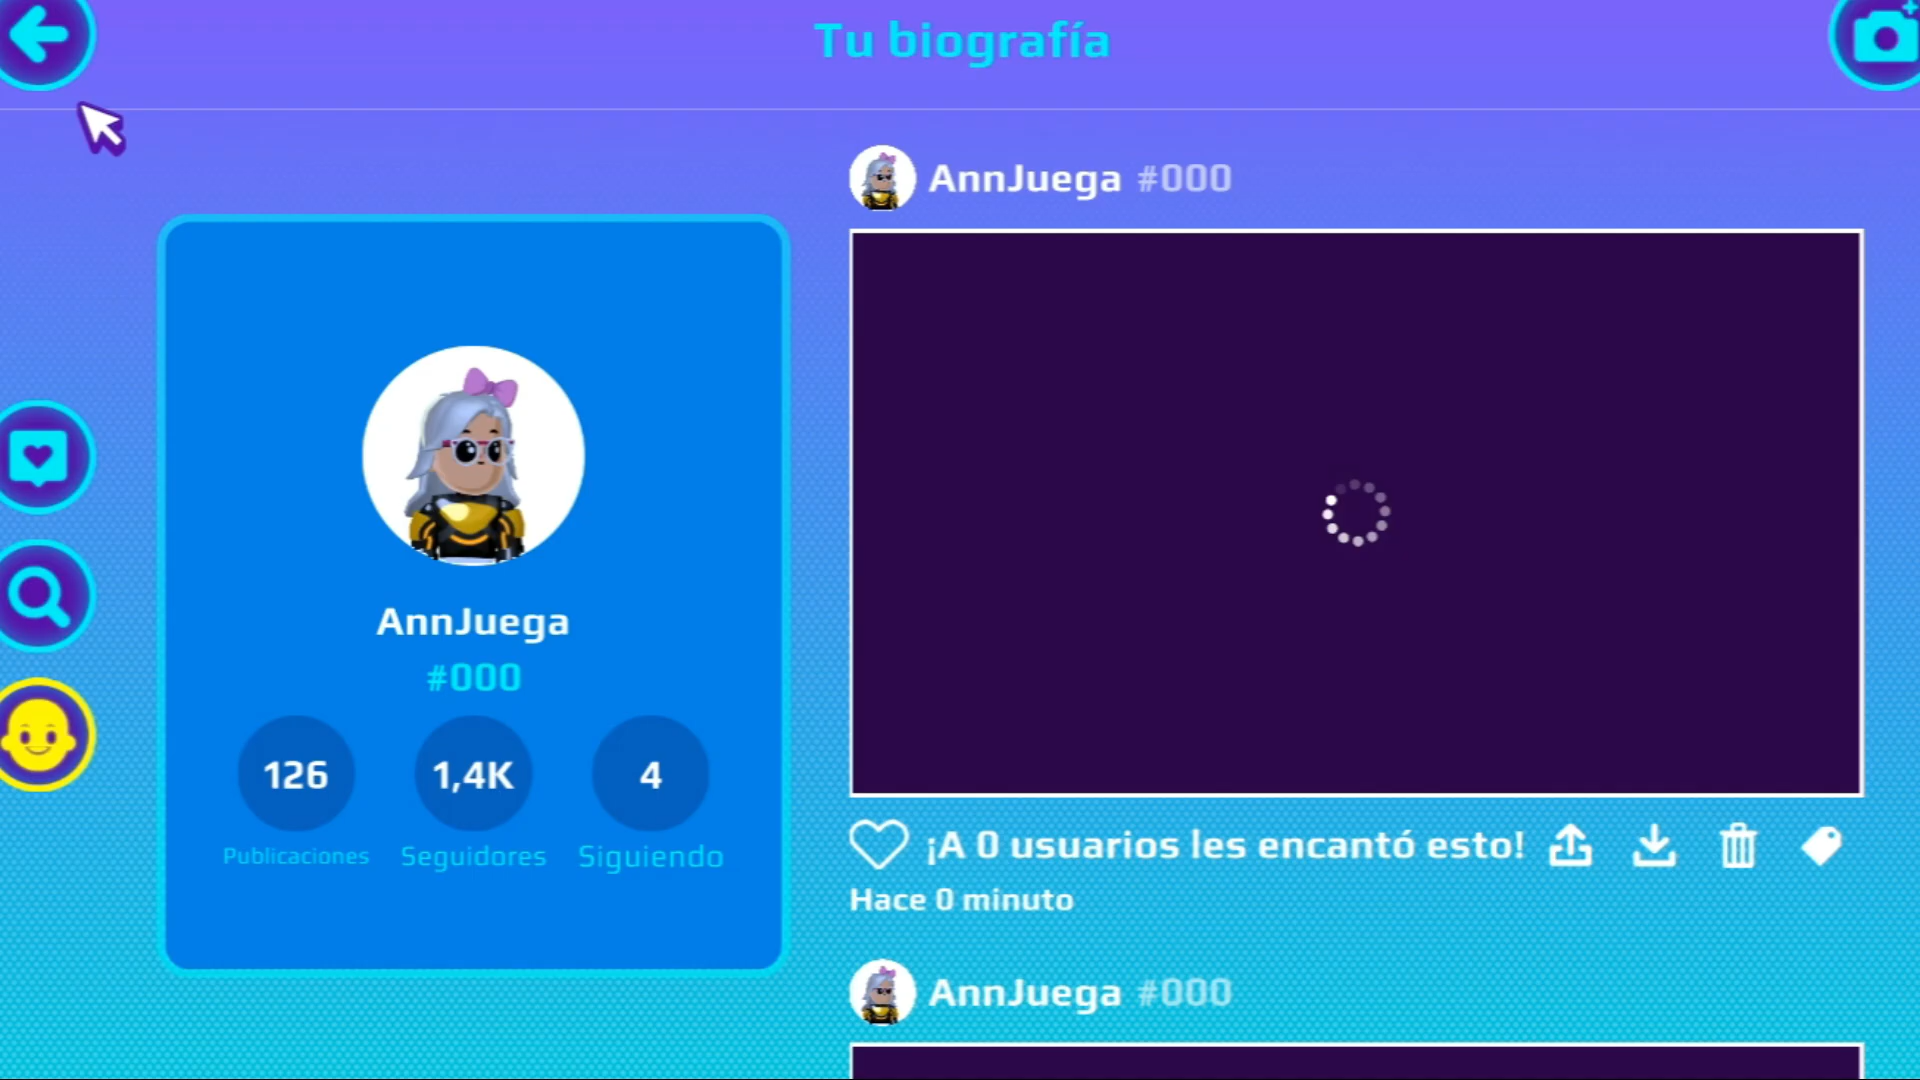 Tu biografía
AnnJuega #000
AnnJuega
#000
126
1,4K
4
Publicaciones
Seguidores
Siguiendo
¡A 0 usuarios les encantó esto!
Hace 0 minuto
AnnJuega #000